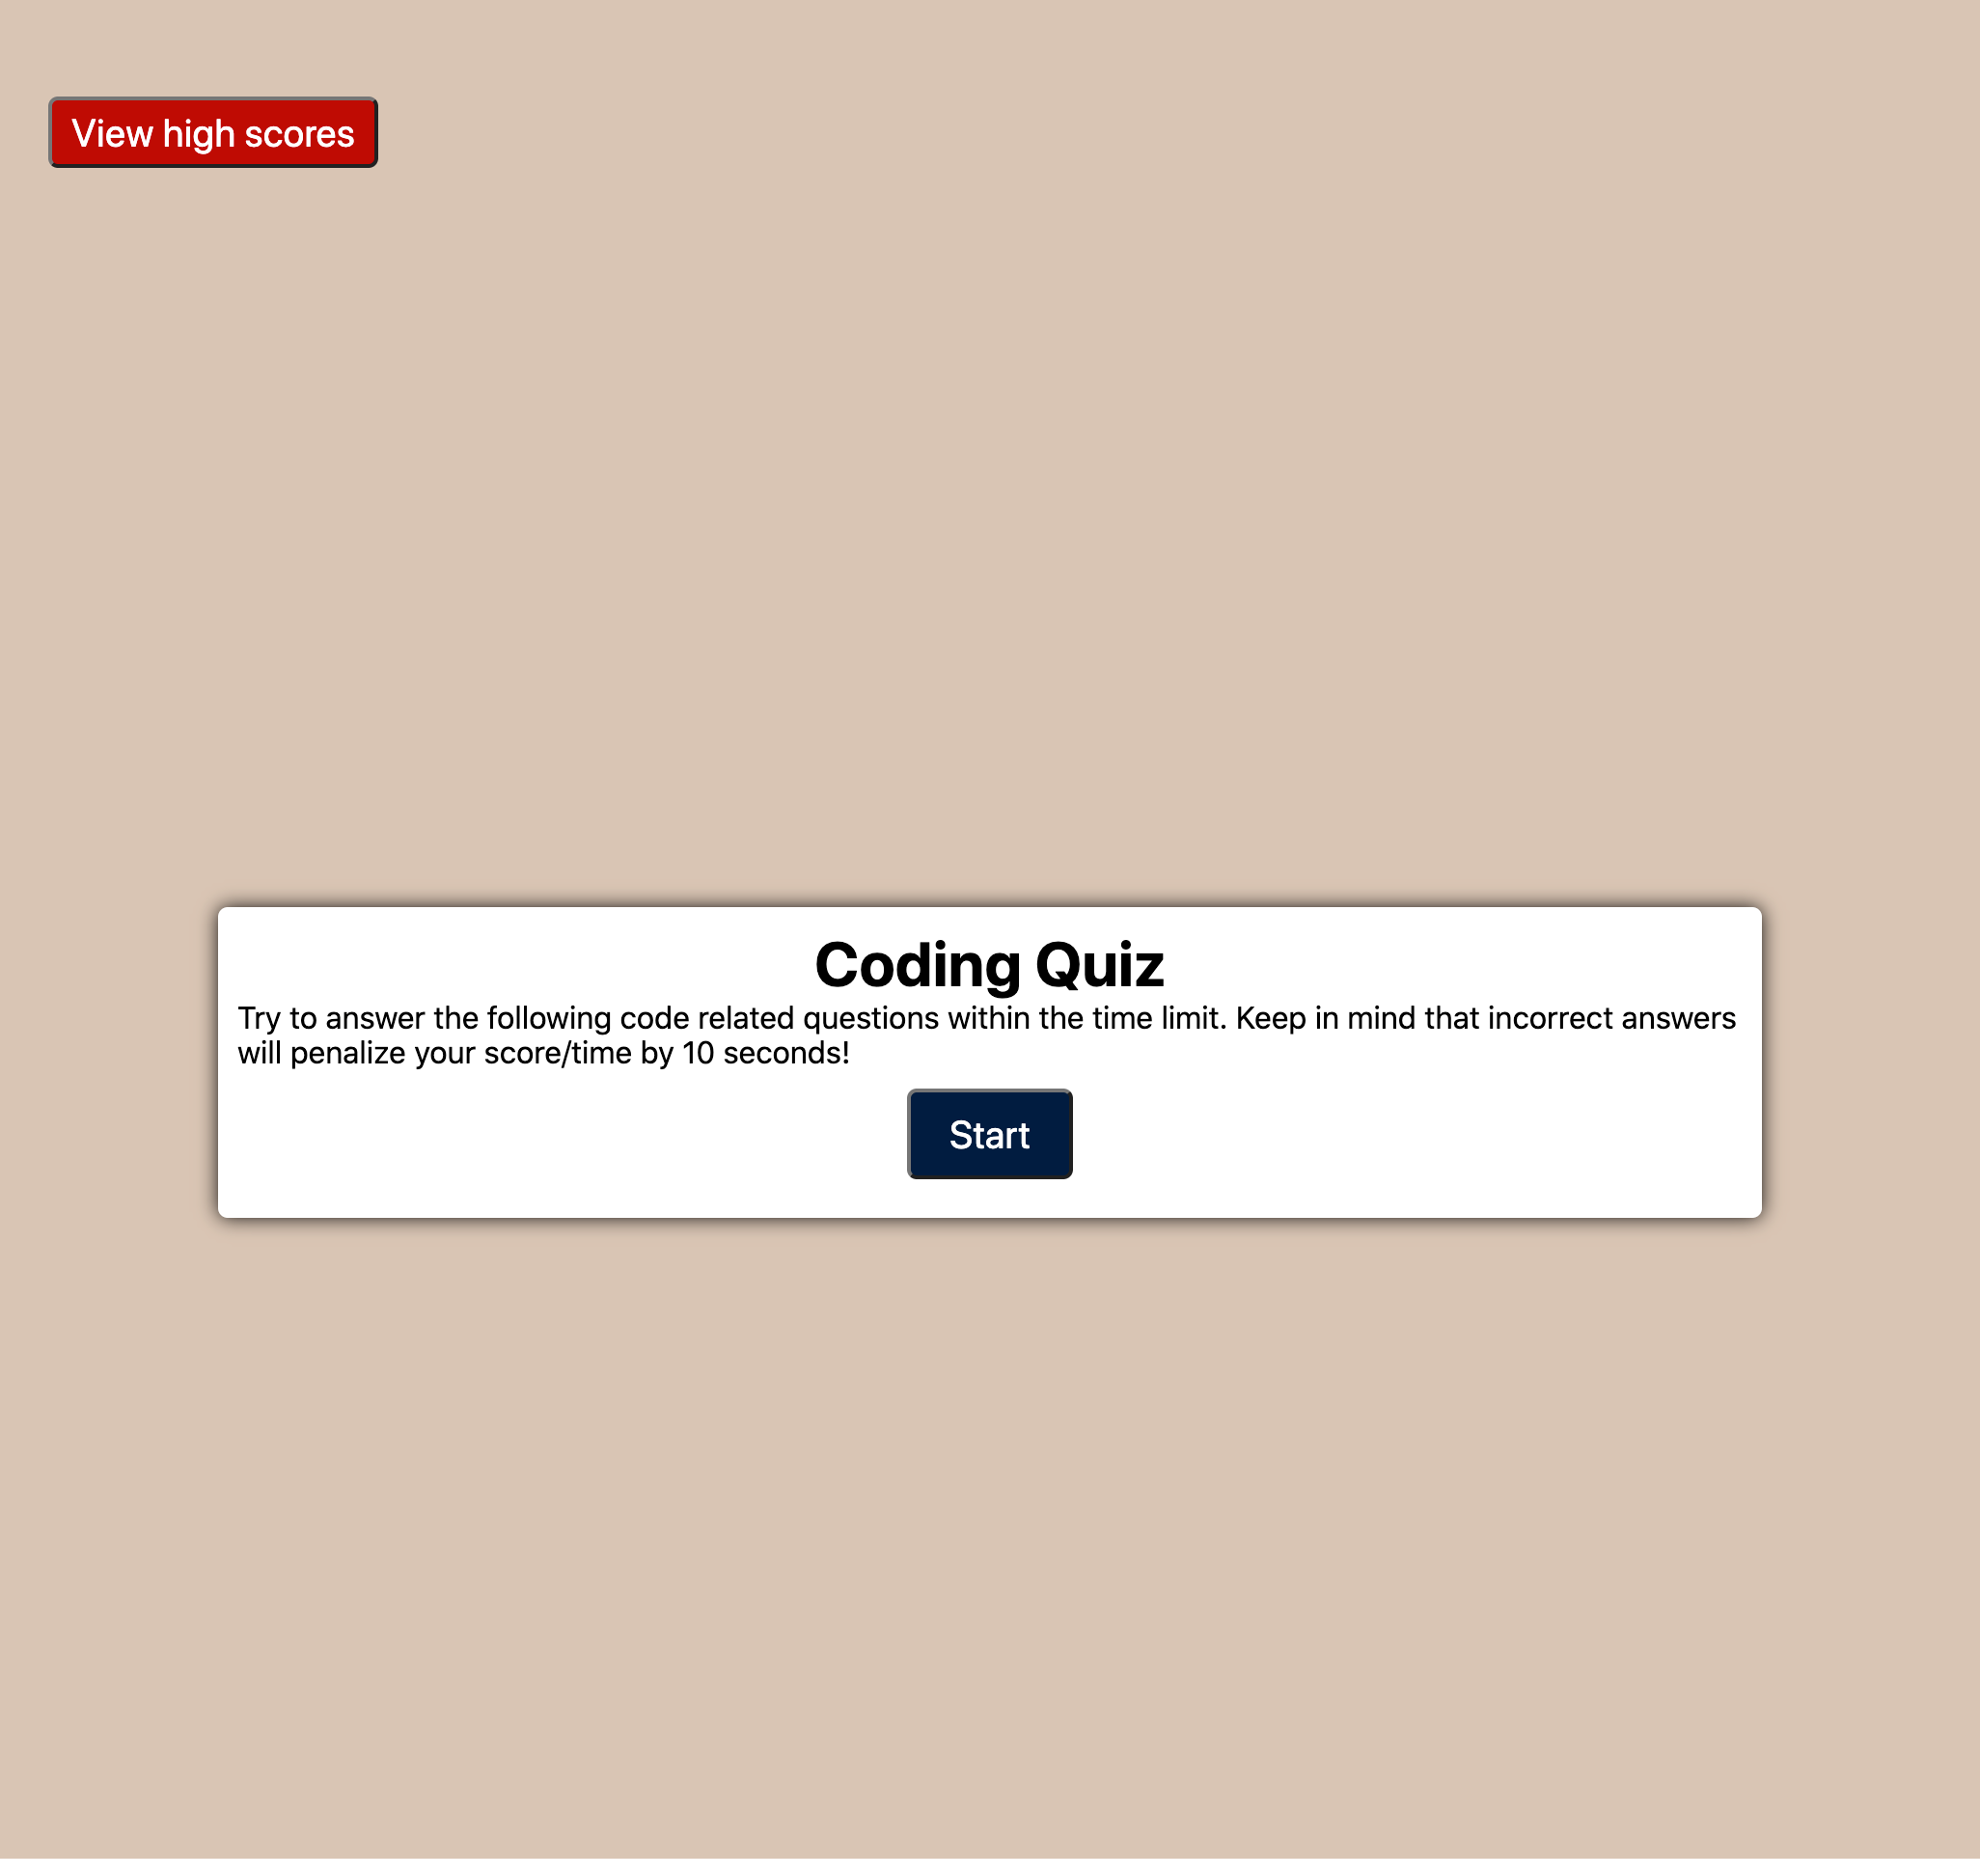 View high scores
Coding Quiz
Try to answer the following code related questions within the time limit. Keep in mind that incorrect answers
will penalize your score/time by 10 seconds!
Start